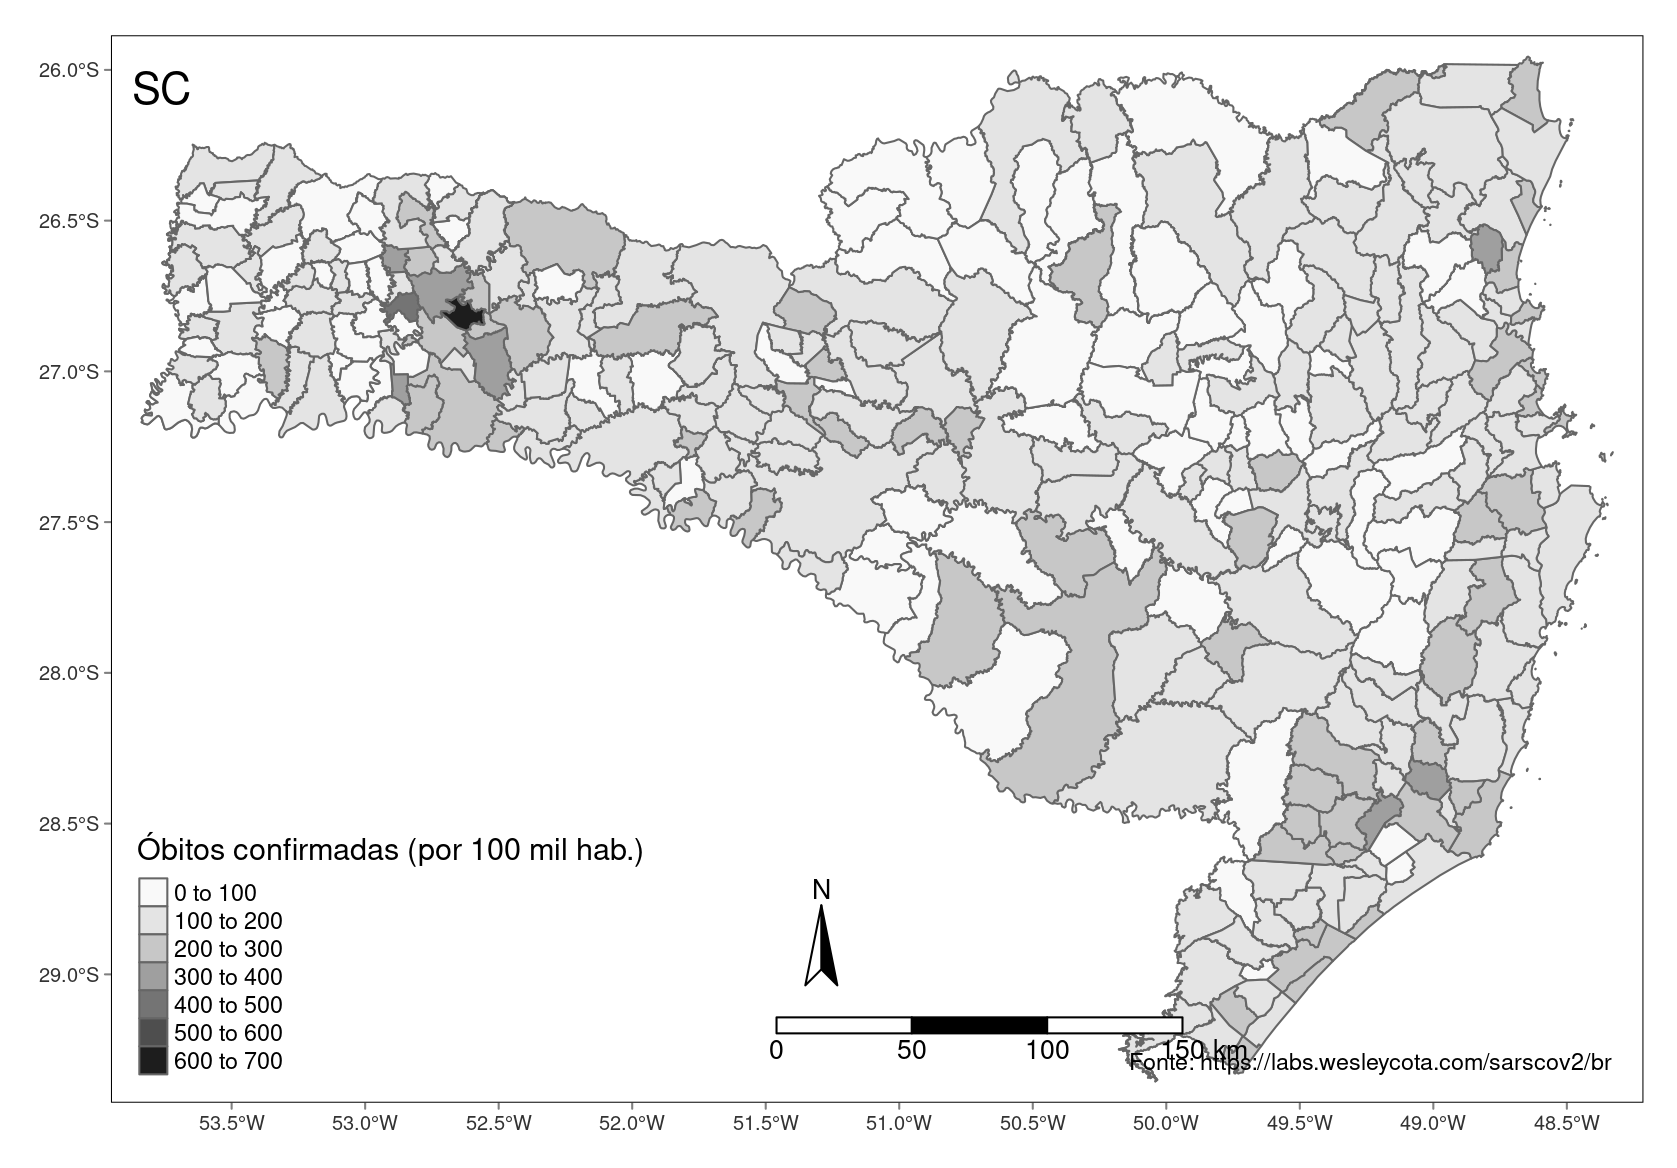 SC
26.0°S
26.5°S
27.0°S
27.5°S
28.0°S
28.5°S
29.0°S
Óbitos confirmadas (por 100 mil hab.)
0 to 100
100 to 200
200 to 300
300 to 400
400 to 500
500 to 600
600 to 700
N
0 50 100 150 km
Fonte: https://labs.wesleycota.com/sarscov2/br
53.5°W 53.0°W 52.5°W 52.0°W 51.5°W 51.0°W 50.5°W 50.0°W 49.5°W 49.0°W 48.5°W